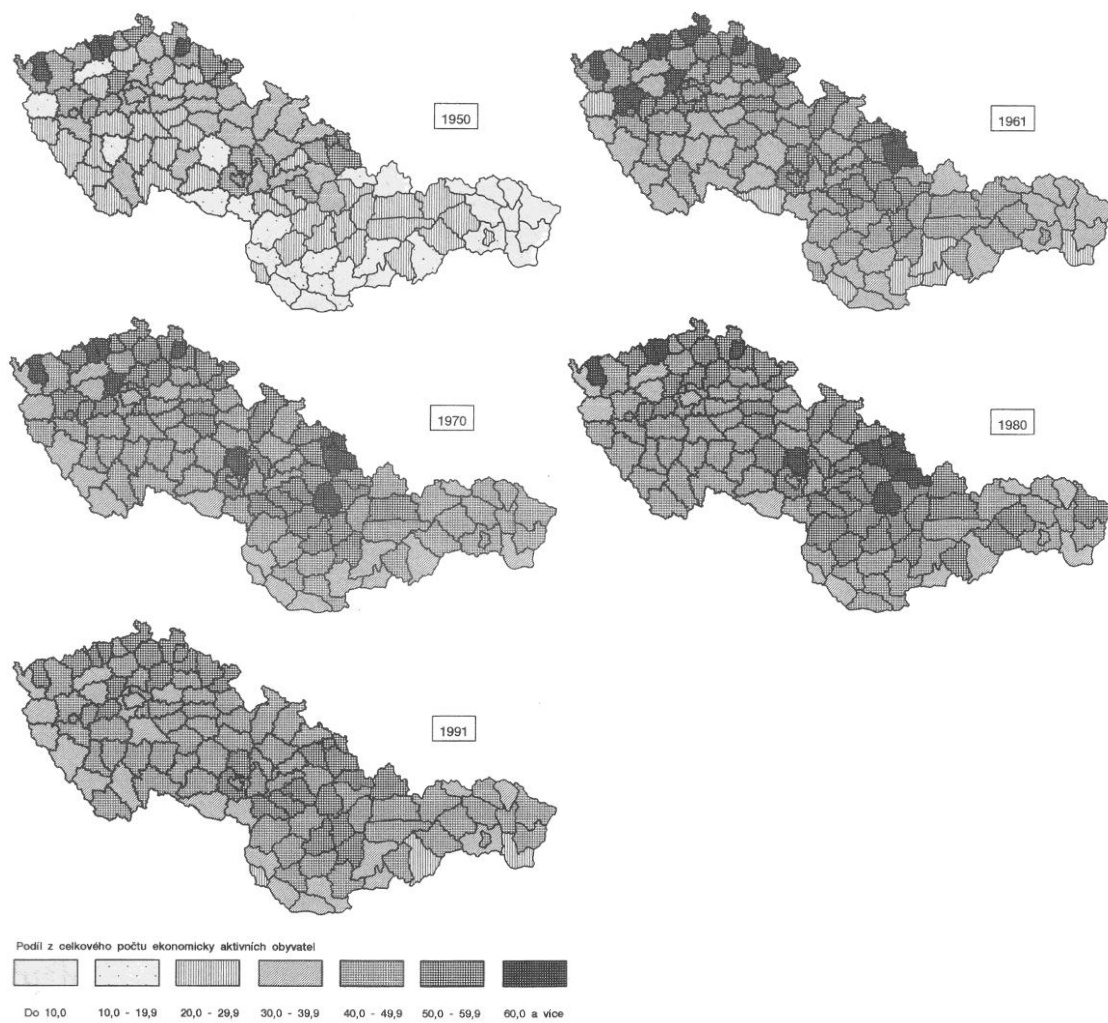 1950
1961
1970
1980
1991
Podíl z celkového počtu ekonomicky aktivních obyvatel
Do 10,0 10,0 - 19,9 20,0 - 29,9 30,0 - 39,9 40,0 - 49,9 50,0 - 59,9 60,0 a více